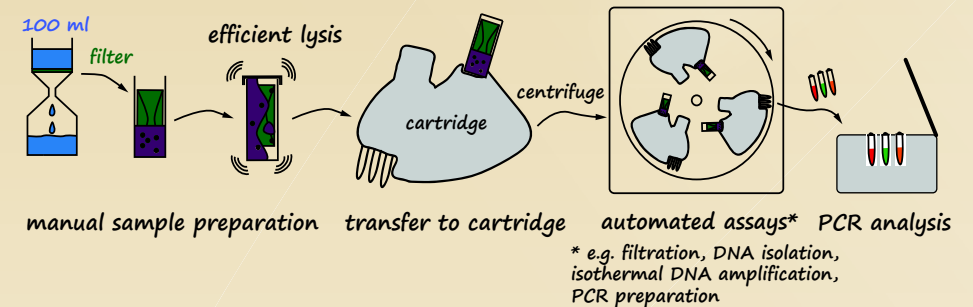 100 ml
filter
efficient lysis
cartridge
centrifuge
manual sample preparation
transfer to cartridge
automated assays*
* e.g. filtration, DNA isolation,
isothermal DNA amplification,
PCR preparation
PCR analysis